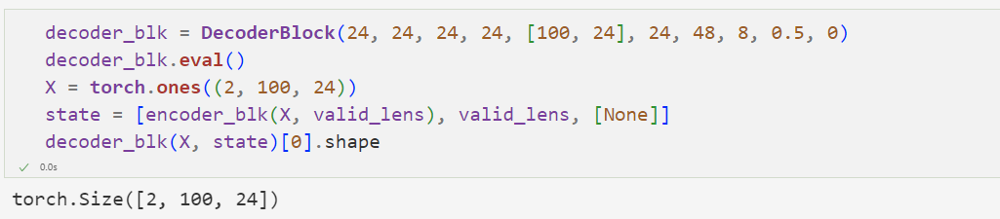 decoder_blk = DecoderBlock(24, 24, 24, 24, [100, 24], 24, 48, 8, 0.5, 0)
decoder_blk.eval()
X = torch.ones((2, 100, 24))
state = [encoder_blk(X, valid_lens), valid_lens, [None]]
decoder_blk(X, state)[0].shape
✓ 0.0s
torch.Size([2, 100, 24])